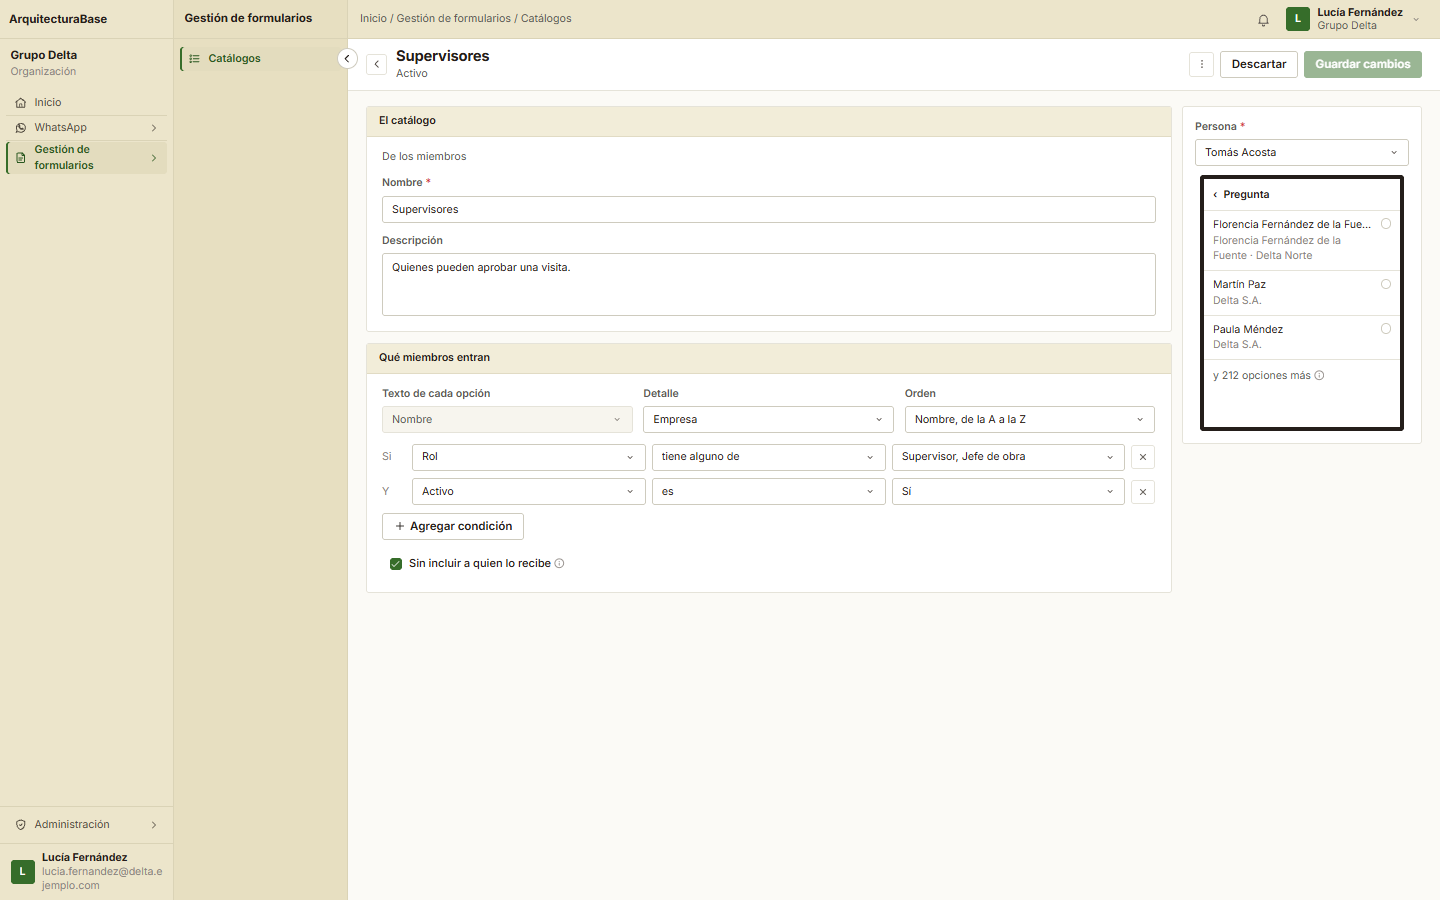 ArquitecturaBase
Grupo Delta
Organización
Inicio
WhatsApp
Gestión de
formularios
Administración
Lucía Fernández
L
lucia.fernandez@delta.e
jemplo.com
Gestión de formularios
Catálogos
Inicio / Gestión de formularios / Catálogos
L
Lucía Fernández
Grupo Delta
Supervisores
Activo
Descartar
Guardar cambios
El catálogo
De los miembros
Nombre *
Supervisores
Descripción
Quienes pueden aprobar una visita.
Qué miembros entran
Texto de cada opción
Detalle
Orden
Nombre
Empresa
Nombre, de la A a la Z
Si
Rol
tiene alguno de
Supervisor, Jefe de obra
Y
Activo
es
Sí
Agregar condición
Sin incluir a quien lo recibe
Persona *
Tomás Acosta
Pregunta
Florencia Fernández de la Fue...
Florencia Fernández de la
Fuente · Delta Norte
Martín Paz
Delta S.A.
Paula Méndez
Delta S.A.
y 212 opciones más